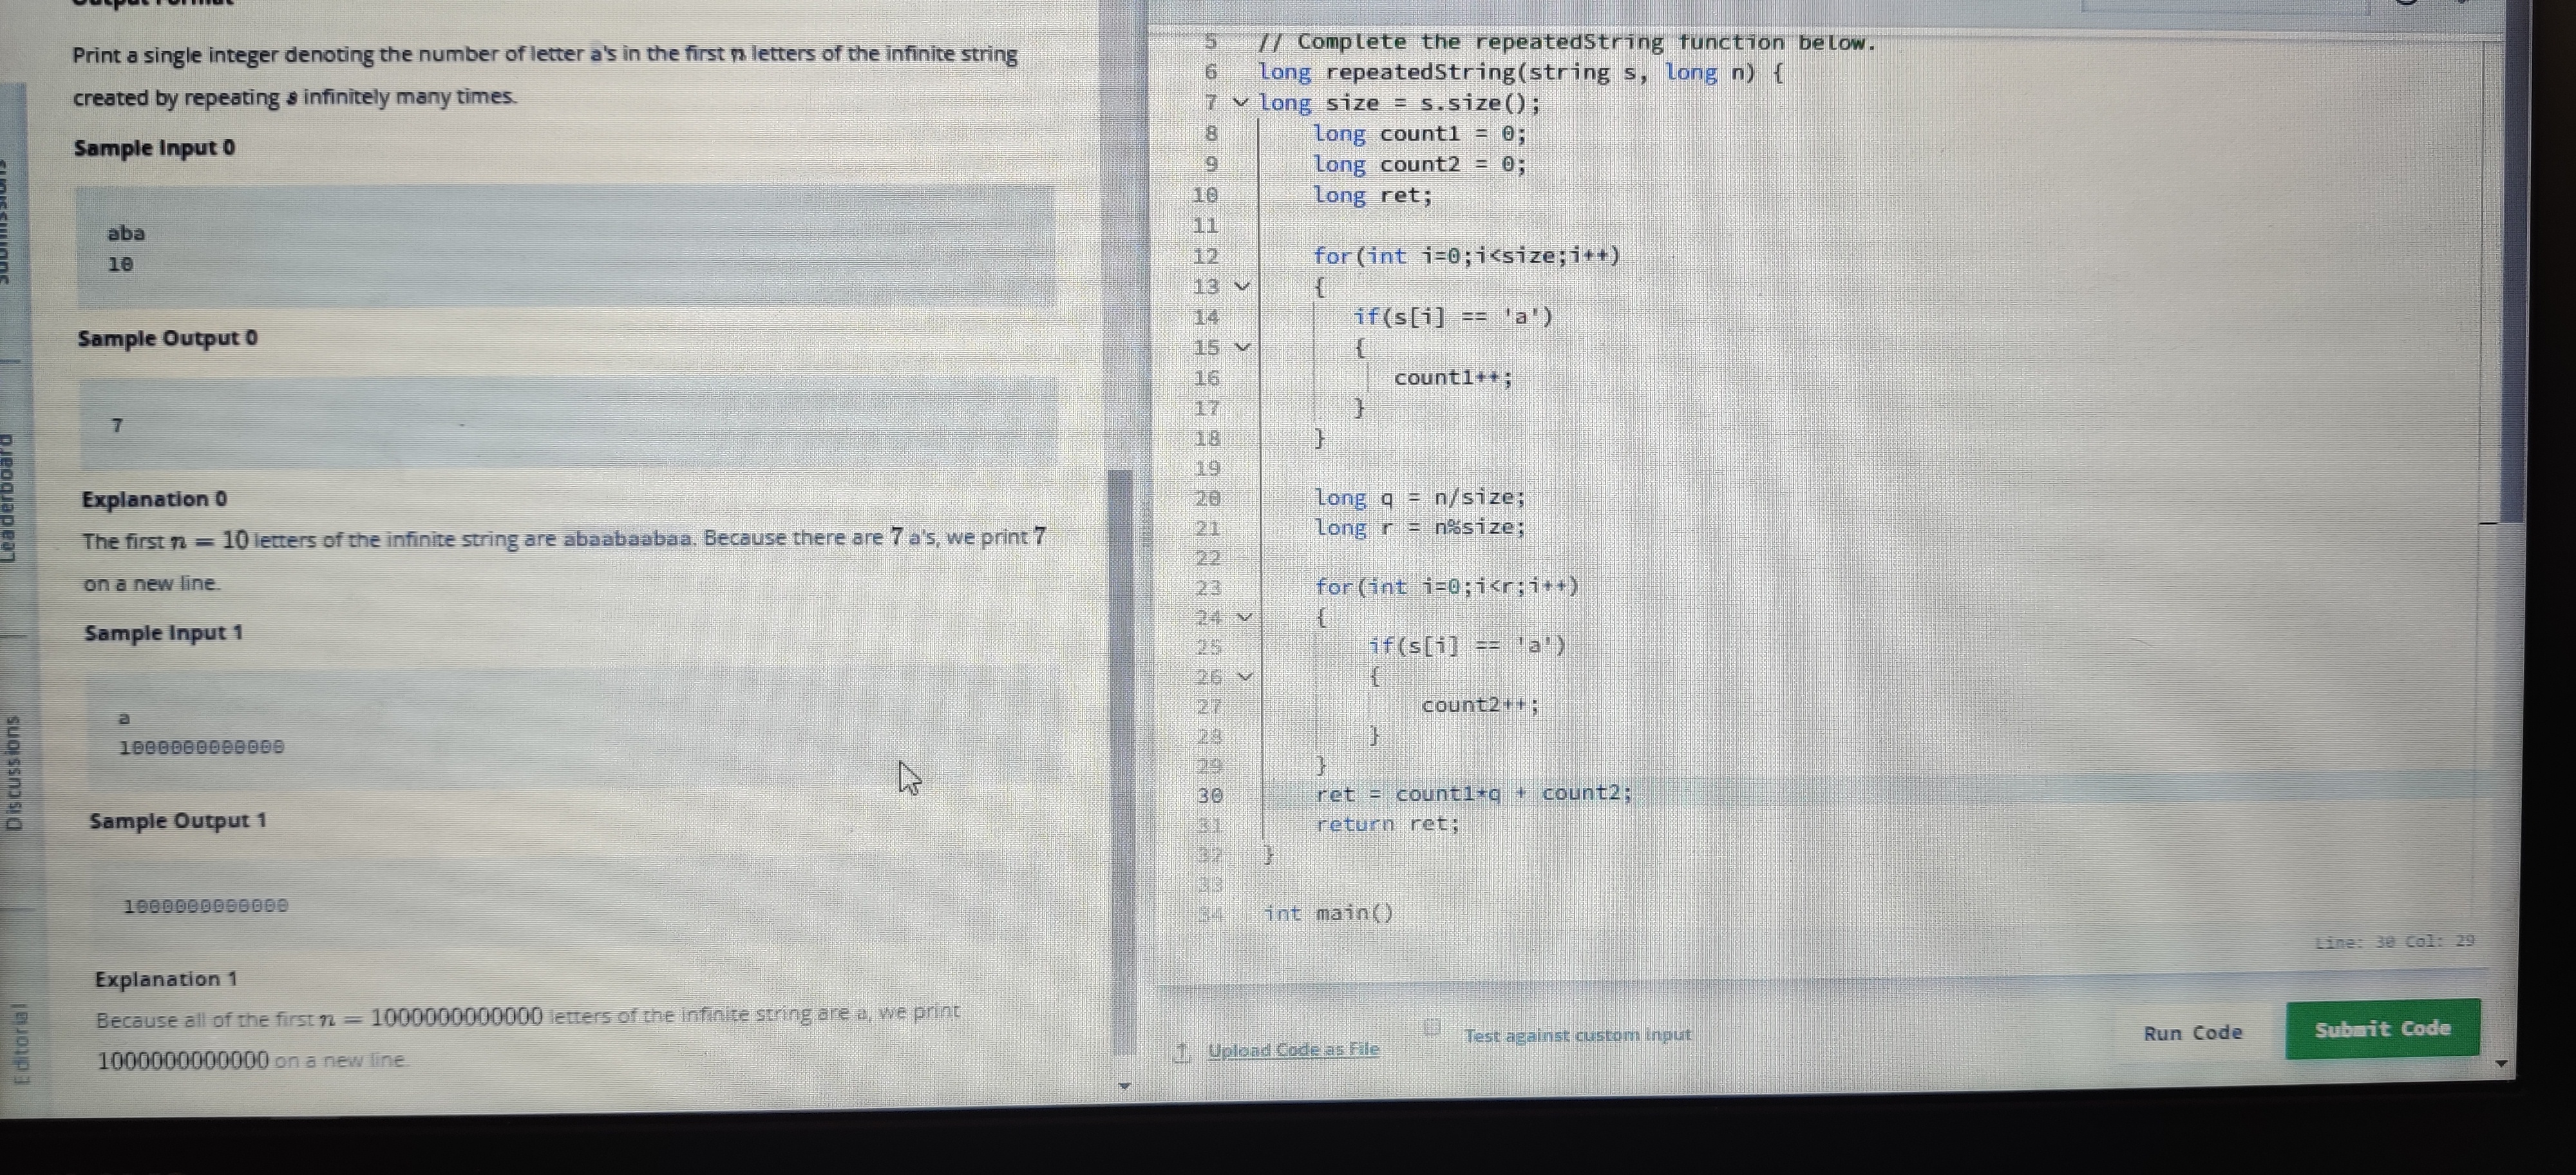 Output Format
Print a single integer denoting the number of letter a's in the first n letters of the infinite string
created by repeating s infinitely many times.
Sample Input 0
aba
10
Sample Output 0
7
Explanation 0
The first n = 10 letters of the infinite string are abaabaabaa. Because there are 7 a's, we print 7
on a new line.
Sample Input 1
a
1000000000000
Sample Output 1
1000000000000
Explanation 1
Because all of the first n = 1000000000000 letters of the infinite string are a, we print
1000000000000 on a new line.
Submissions
Leaderboard
Discussions
Editorial
5 // Complete the repeatedString function below.
6 long repeatedString(string s, long n) {
7 long size = s.size();
8 long count1 = 0;
9 long count2 = 0;
10 long ret;
11
12 for(int i=0;i<size;i++)
13 {
14 if(s[i] == 'a')
15 {
16 count1++;
17 }
18 }
19
20 long q = n/size;
21 long r = n%size;
22
23 for(int i=0;i<r;i++)
24 {
25 if(s[i] == 'a')
26 {
27 count2++;
28 }
29 }
30 ret = count1*q + count2;
31 return ret;
32 }
33
34 int main()
Line: 30 Col: 29
Upload Code as File
Test against custom input
Run Code
Submit Code